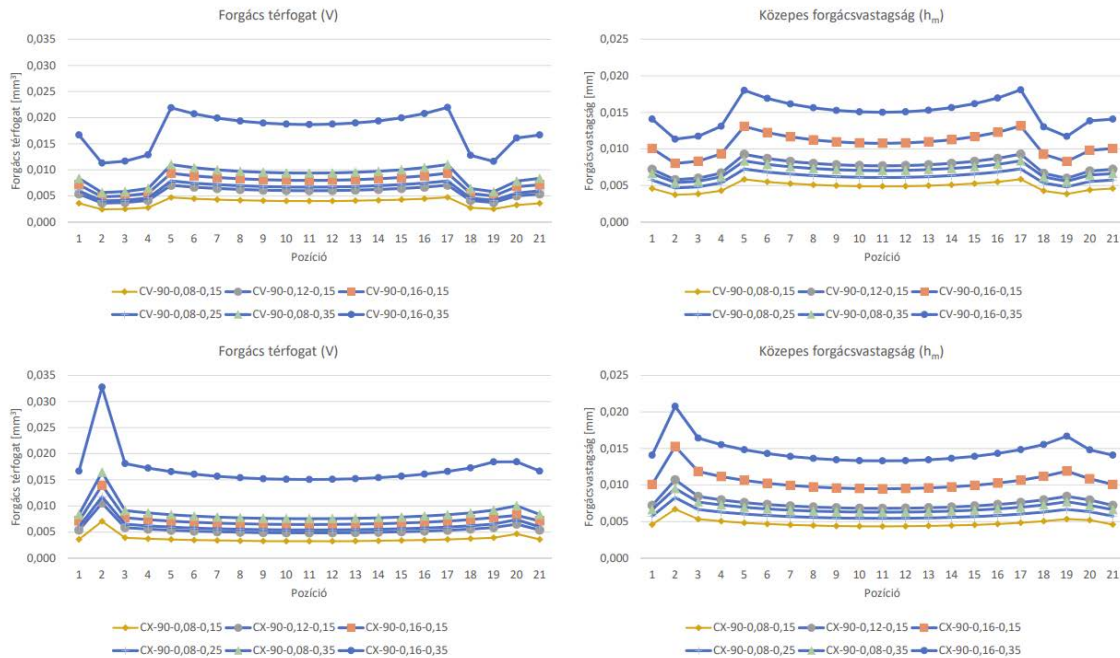 Forgács térfogat (V)
Forgács térfogat [mm³]
0,035
0,030
0,025
0,020
0,015
0,010
0,005
0,000
1 2 3 4 5 6 7 8 9 10 11 12 13 14 15 16 17 18 19 20 21
Pozíció
CV-90-0,08-0,15 CV-90-0,12-0,15 CV-90-0,16-0,15
CV-90-0,08-0,25 CV-90-0,08-0,35 CV-90-0,16-0,35
Közepes forgácsvastagság (hm)
Forgácsvastagság [mm]
0,025
0,020
0,015
0,010
0,005
0,000
1 2 3 4 5 6 7 8 9 10 11 12 13 14 15 16 17 18 19 20 21
Pozíció
CV-90-0,08-0,15 CV-90-0,12-0,15 CV-90-0,16-0,15
CV-90-0,08-0,25 CV-90-0,08-0,35 CV-90-0,16-0,35
Forgács térfogat (V)
Forgács térfogat [mm³]
0,035
0,030
0,025
0,020
0,015
0,010
0,005
0,000
1 2 3 4 5 6 7 8 9 10 11 12 13 14 15 16 17 18 19 20 21
Pozíció
CX-90-0,08-0,15 CX-90-0,12-0,15 CX-90-0,16-0,15
CX-90-0,08-0,25 CX-90-0,08-0,35 CX-90-0,16-0,35
Közepes forgácsvastagság (hm)
Forgácsvastagság [mm]
0,025
0,020
0,015
0,010
0,005
0,000
1 2 3 4 5 6 7 8 9 10 11 12 13 14 15 16 17 18 19 20 21
Pozíció
CX-90-0,08-0,15 CX-90-0,12-0,15 CX-90-0,16-0,15
CX-90-0,08-0,25 CX-90-0,08-0,35 CX-90-0,16-0,35